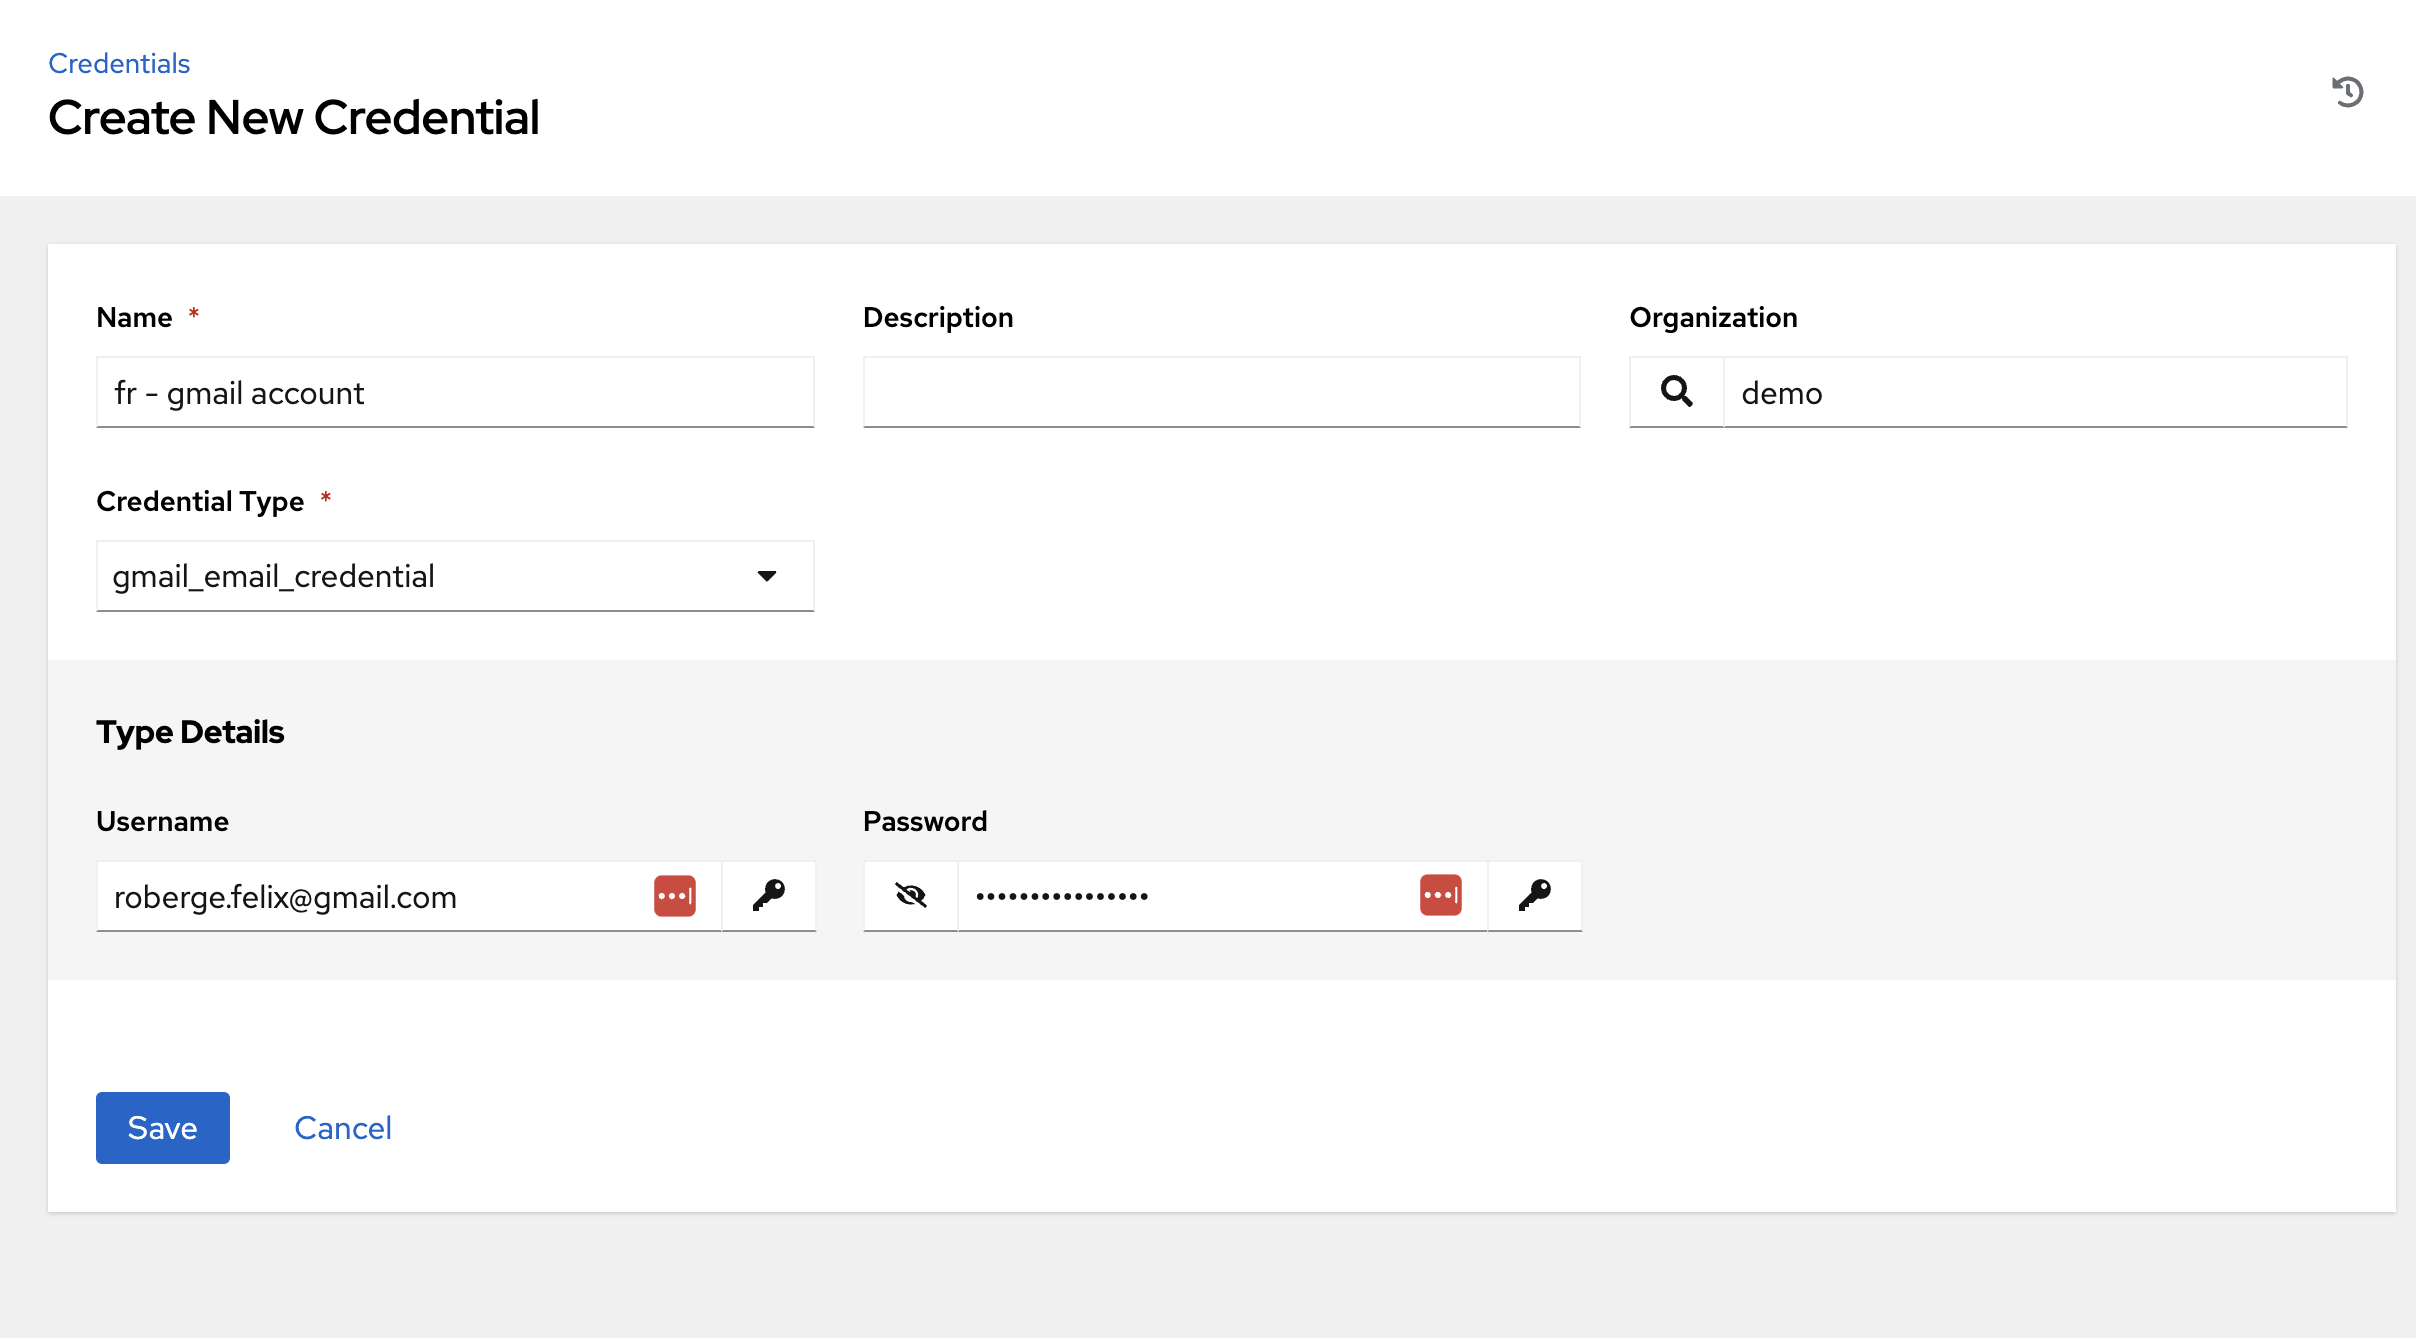 Credentials
Create New Credential
Name *
Description
Organization
fr - gmail account
demo
Credential Type *
gmail_email_credential
Type Details
Username
Password
roberge.felix@gmail.com
••••••••••••••••
Save
Cancel